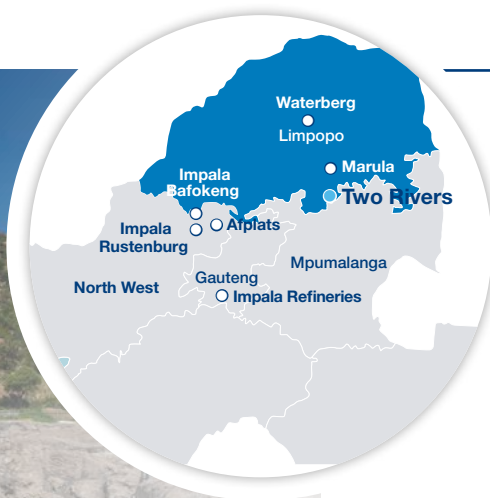 Waterberg
Limpopo
Marula
Impala
Bafokeng
Two Rivers
Afplats
Impala
Rustenburg
Mpumalanga
Gauteng
North West
Impala Refineries